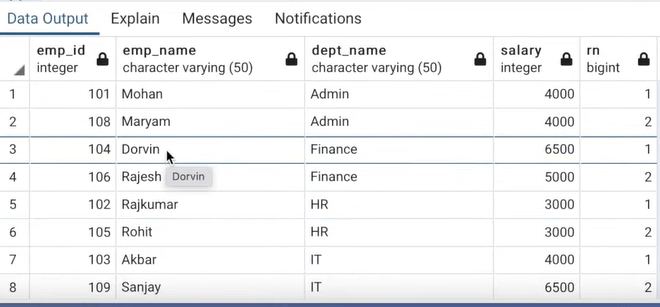 Data Output Explain Messages Notifications
emp_id emp_name dept_name salary rn
integer character varying (50) character varying (50) integer bigint
1 101 Mohan Admin 4000 1
2 108 Maryam Admin 4000 2
3 104 Dorvin Finance 6500 1
4 106 Rajesh Dorvin Finance 5000 2
5 102 Rajkumar HR 3000 1
6 105 Rohit HR 3000 2
7 103 Akbar IT 4000 1
8 109 Sanjay IT 6500 2